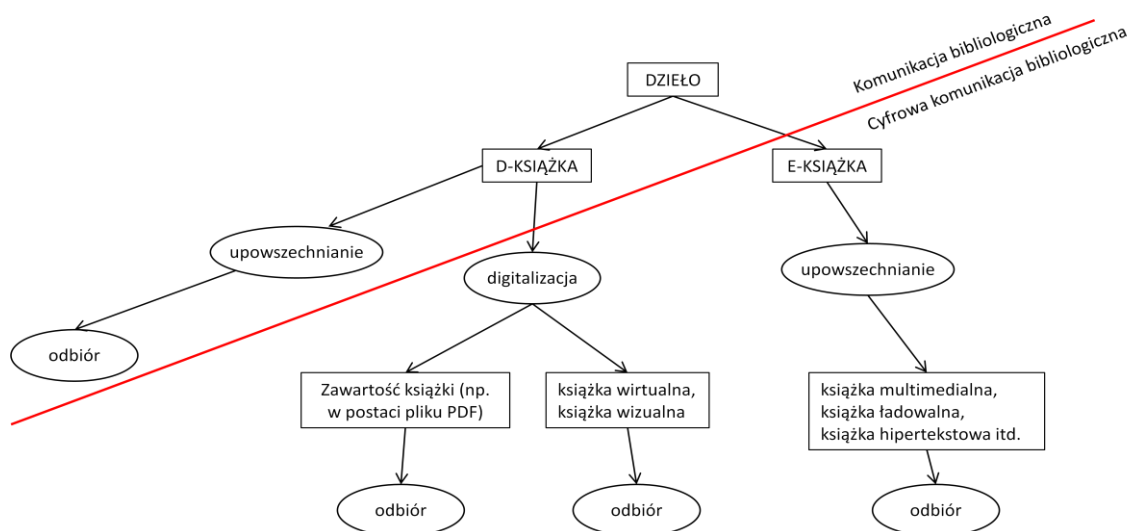 Komunikacja bibliologiczna
Cyfrowa komunikacja bibliologiczna
DZIEŁO
D-KSIĄŻKA
E-KSIĄŻKA
upowszechnianie
digitalizacja
upowszechnianie
odbiór
Zawartość książki (np.
w postaci pliku PDF)
książka wirtualna,
książka wizualna
książka multimedialna,
książka ładowalna,
książka hipertekstowa itd.
odbiór
odbiór
odbiór